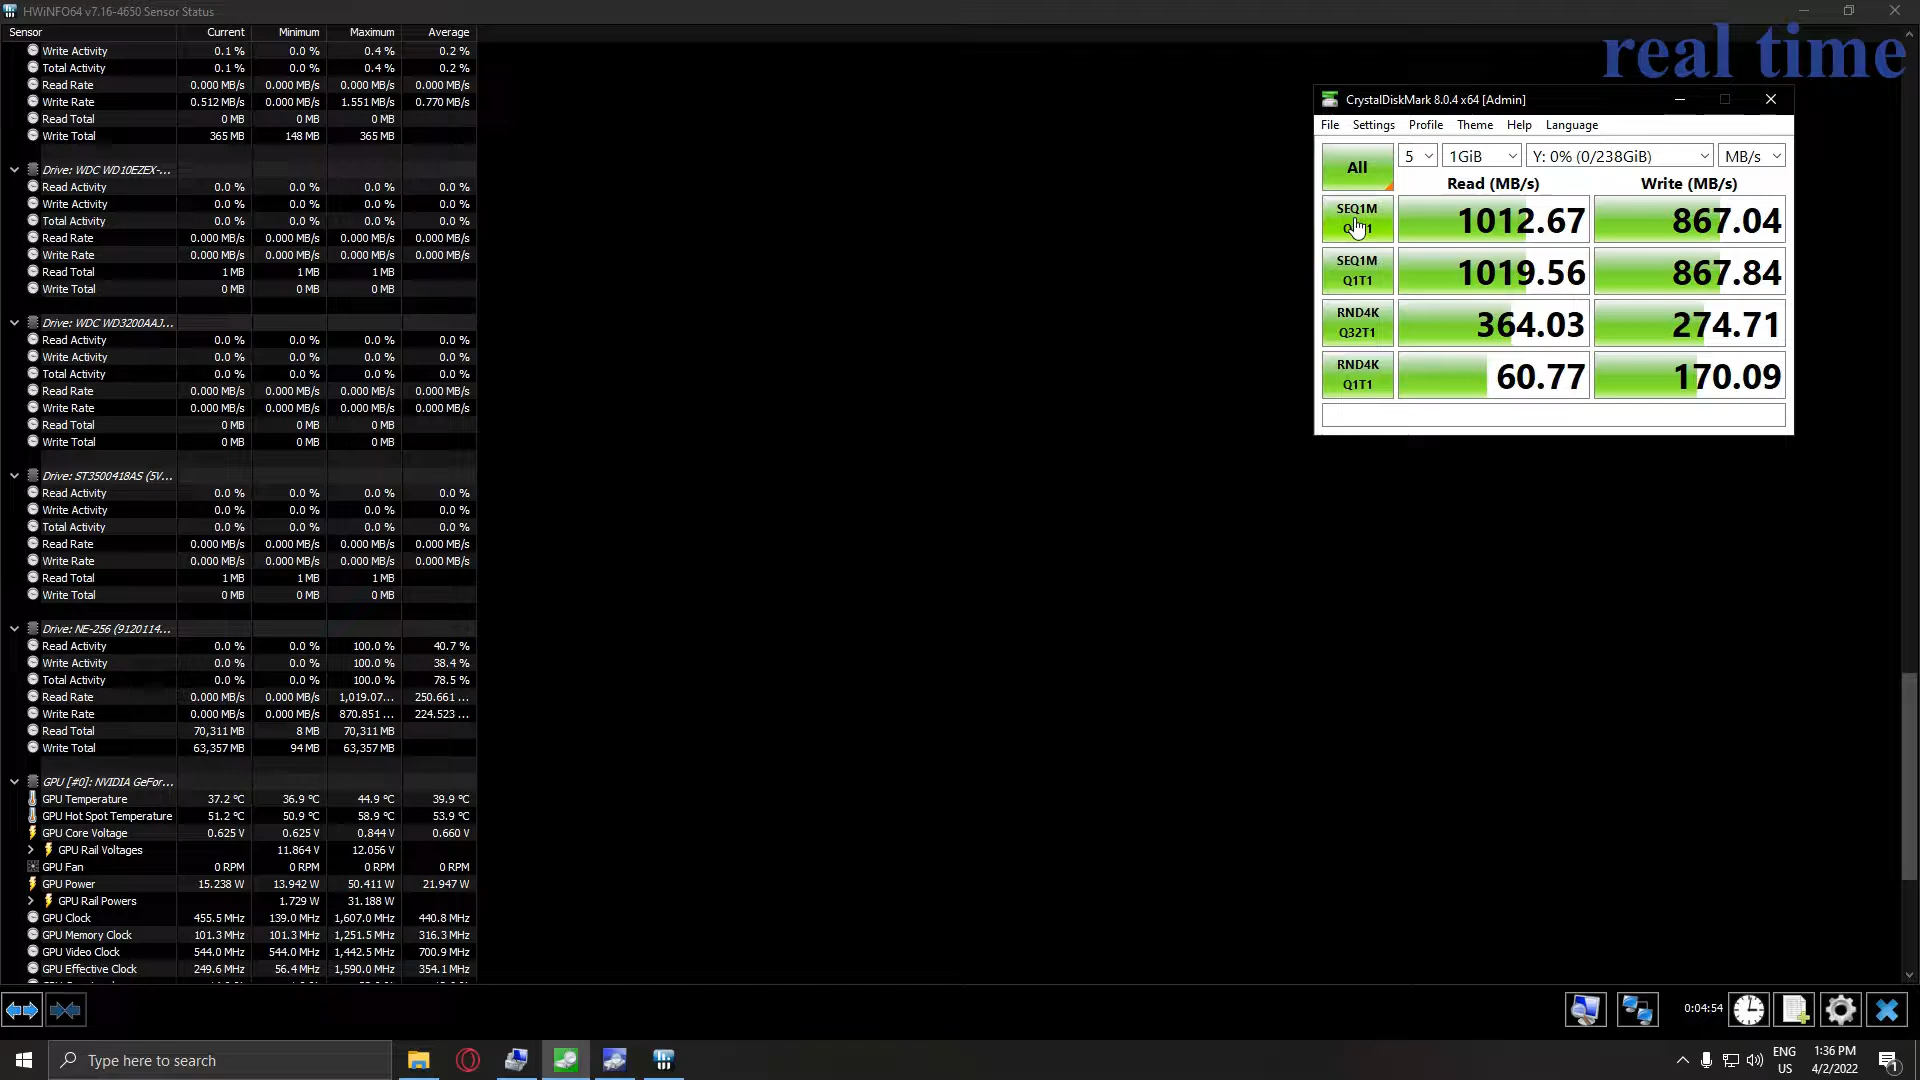 HWiNFO64 v7.16-4650 Sensor Status
real time
Sensor Current Minimum Maximum Average
Write Activity 0.1 % 0.0 % 0.4 % 0.2 %
Total Activity 0.1 % 0.0 % 0.4 % 0.2 %
Read Rate 0.000 MB/s 0.000 MB/s 0.000 MB/s 0.000 MB/s
Write Rate 0.512 MB/s 0.000 MB/s 1.551 MB/s 0.770 MB/s
Read Total 0 MB 0 MB 0 MB
Write Total 365 MB 148 MB 365 MB
Drive: WDC WD10EZEX-...
Read Activity 0.0 % 0.0 % 0.0 % 0.0 %
Write Activity 0.0 % 0.0 % 0.0 % 0.0 %
Total Activity 0.0 % 0.0 % 0.0 % 0.0 %
Read Rate 0.000 MB/s 0.000 MB/s 0.000 MB/s 0.000 MB/s
Write Rate 0.000 MB/s 0.000 MB/s 0.000 MB/s 0.000 MB/s
Read Total 1 MB 1 MB 1 MB
Write Total 0 MB 0 MB 0 MB
Drive: WDC WD3200AAJ...
Read Activity 0.0 % 0.0 % 0.0 % 0.0 %
Write Activity 0.0 % 0.0 % 0.0 % 0.0 %
Total Activity 0.0 % 0.0 % 0.0 % 0.0 %
Read Rate 0.000 MB/s 0.000 MB/s 0.000 MB/s 0.000 MB/s
Write Rate 0.000 MB/s 0.000 MB/s 0.000 MB/s 0.000 MB/s
Read Total 0 MB 0 MB 0 MB
Write Total 0 MB 0 MB 0 MB
Drive: ST3500418AS (5V...
Read Activity 0.0 % 0.0 % 0.0 % 0.0 %
Write Activity 0.0 % 0.0 % 0.0 % 0.0 %
Total Activity 0.0 % 0.0 % 0.0 % 0.0 %
Read Rate 0.000 MB/s 0.000 MB/s 0.000 MB/s 0.000 MB/s
Write Rate 0.000 MB/s 0.000 MB/s 0.000 MB/s 0.000 MB/s
Read Total 1 MB 1 MB 1 MB
Write Total 0 MB 0 MB 0 MB
Drive: NE-256 (9120114...
Read Activity 0.0 % 0.0 % 100.0 % 40.7 %
Write Activity 0.0 % 0.0 % 100.0 % 38.4 %
Total Activity 0.0 % 0.0 % 100.0 % 78.5 %
Read Rate 0.000 MB/s 0.000 MB/s 1,019.07... 250.661 ...
Write Rate 0.000 MB/s 0.000 MB/s 870.851 ... 224.523 ...
Read Total 70,311 MB 8 MB 70,311 MB
Write Total 63,357 MB 94 MB 63,357 MB
GPU [#0]: NVIDIA GeFor...
GPU Temperature 37.2 °C 36.9 °C 44.9 °C 39.9 °C
GPU Hot Spot Temperature 51.2 °C 50.9 °C 58.9 °C 53.9 °C
GPU Core Voltage 0.625 V 0.625 V 0.844 V 0.660 V
GPU Rail Voltages 11.864 V 12.056 V
GPU Fan 0 RPM 0 RPM 0 RPM 0 RPM
GPU Power 15.238 W 13.942 W 50.411 W 21.947 W
GPU Rail Powers 1.729 W 31.188 W
GPU Clock 455.5 MHz 139.0 MHz 1,607.0 MHz 440.8 MHz
GPU Memory Clock 101.3 MHz 101.3 MHz 1,251.5 MHz 316.3 MHz
GPU Video Clock 544.0 MHz 544.0 MHz 1,442.5 MHz 700.9 MHz
GPU Effective Clock 249.6 MHz 56.4 MHz 1,590.0 MHz 354.1 MHz
CrystalDiskMark 8.0.4 x64 [Admin]
File Settings Profile Theme Help Language
All 5 1GiB Y: 0% (0/238GiB) MB/s
Read (MB/s) Write (MB/s)
SEQ1M 1012.67 867.04
SEQ1M Q1T1 1019.56 867.84
RND4K Q32T1 364.03 274.71
RND4K Q1T1 60.77 170.09
0:04:54
Type here to search
ENG US
1:36 PM
4/2/2022
1